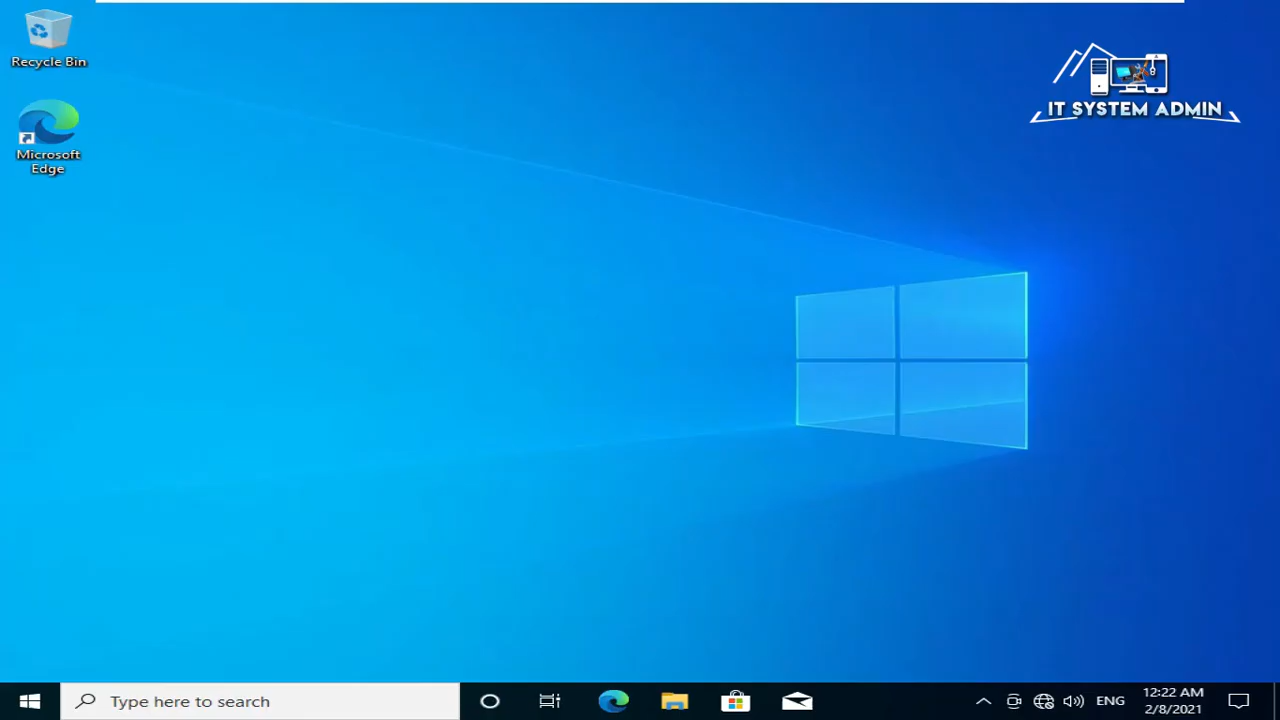 Recycle Bin
IT SYSTEM ADMIN
Microsoft
Edge
Type here to search
ENG
12:22 AM
2/8/2021